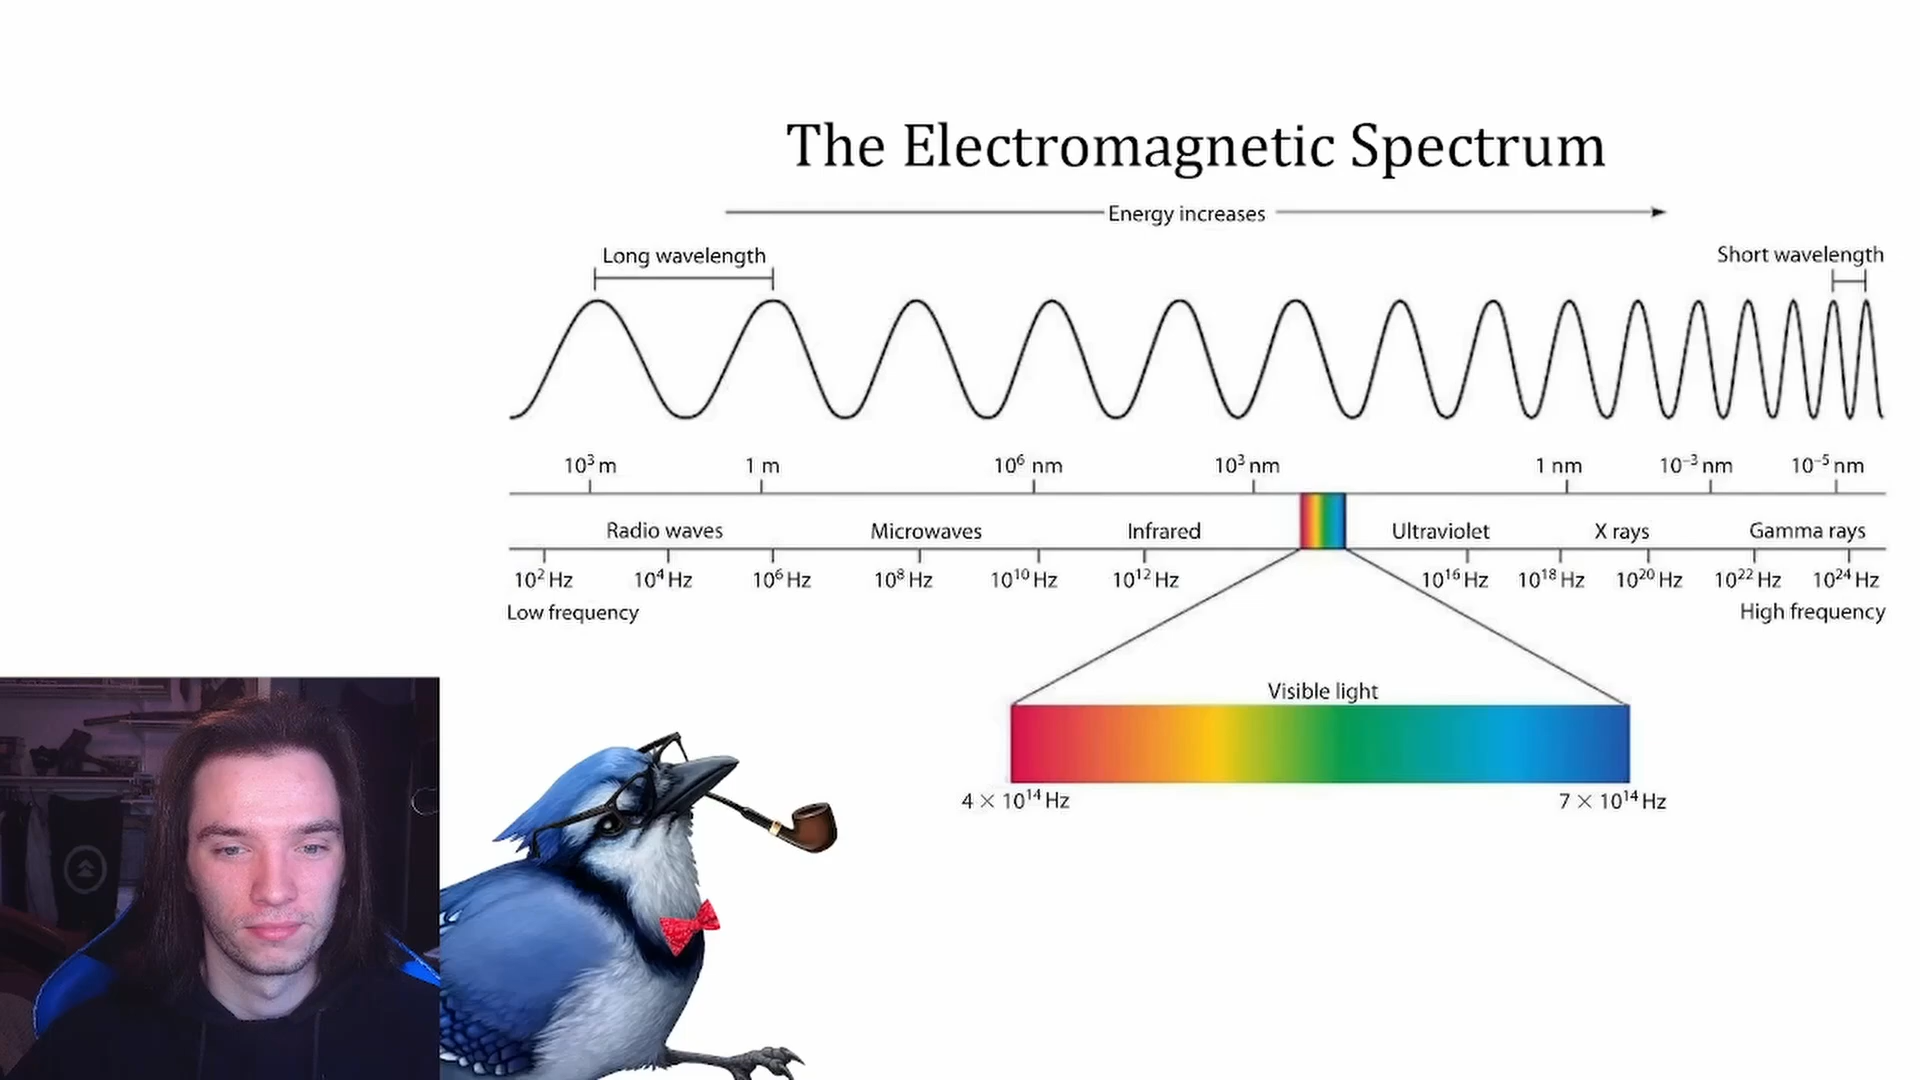 The Electromagnetic Spectrum
Energy increases
Long wavelength
Short wavelength
10³ m 1 m 10⁶ nm 10³ nm 1 nm 10⁻³ nm 10⁻⁵ nm
Radio waves Microwaves Infrared Ultraviolet X rays Gamma rays
10² Hz 10⁴ Hz 10⁶ Hz 10⁸ Hz 10¹⁰ Hz 10¹² Hz 10¹⁶ Hz 10¹⁸ Hz 10²⁰ Hz 10²² Hz 10²⁴ Hz
Low frequency High frequency
Visible light
4 × 10¹⁴ Hz 7 × 10¹⁴ Hz